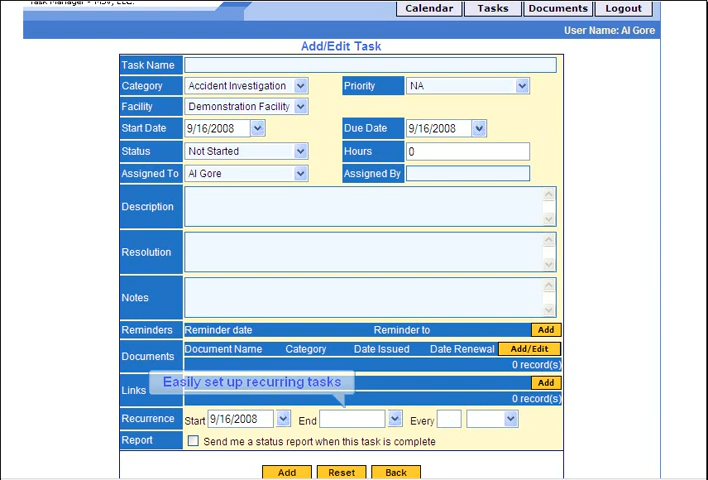 Task Manager - MSV, LLC.
Calendar Tasks Documents Logout
User Name: Al Gore
Add/Edit Task
Task Name
Category Accident Investigation Priority NA
Facility Demonstration Facility
Start Date 9/16/2008 Due Date 9/16/2008
Status Not Started Hours 0
Assigned To Al Gore Assigned By
Description
Resolution
Notes
Reminders Reminder date Reminder to Add
Documents Document Name Category Date Issued Date Renewal Add/Edit
0 record(s)
Links Easily set up recurring tasks Add
0 record(s)
Recurrence Start 9/16/2008 End Every
Report Send me a status report when this task is complete
Add Reset Back